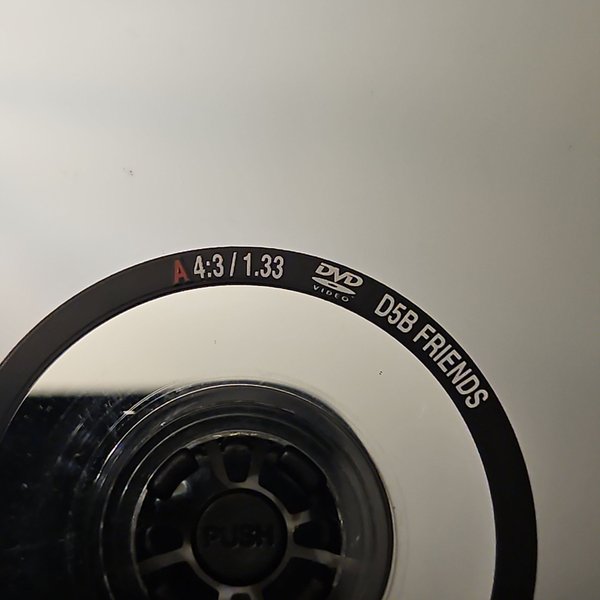 A 4:3 / 1.33
DVD
VIDEO
D5B FRIENDS
PUSH